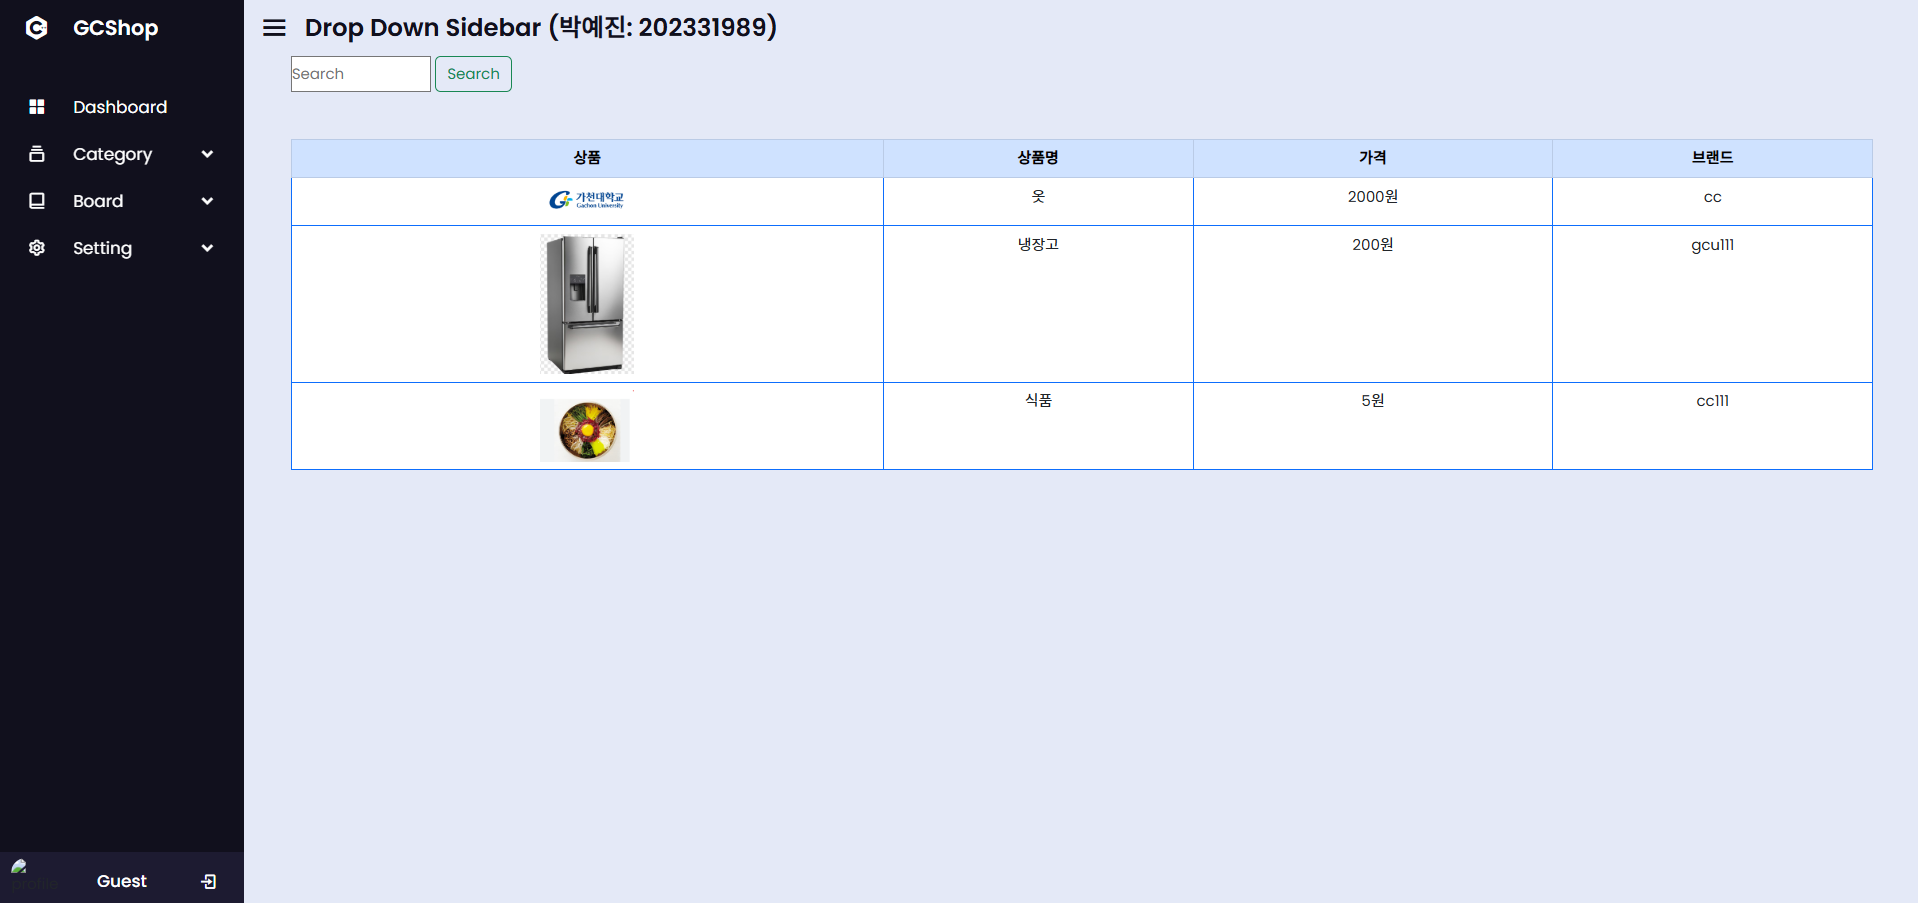 GCShop
Dashboard
Category
Board
Setting
profile
Guest
Drop Down Sidebar (박예진: 202331989)
Search Search
상품 상품명 가격 브랜드
가천대학교
Gachon University
옷 2000원 cc
냉장고 200원 gcu111
식품 5원 cc111